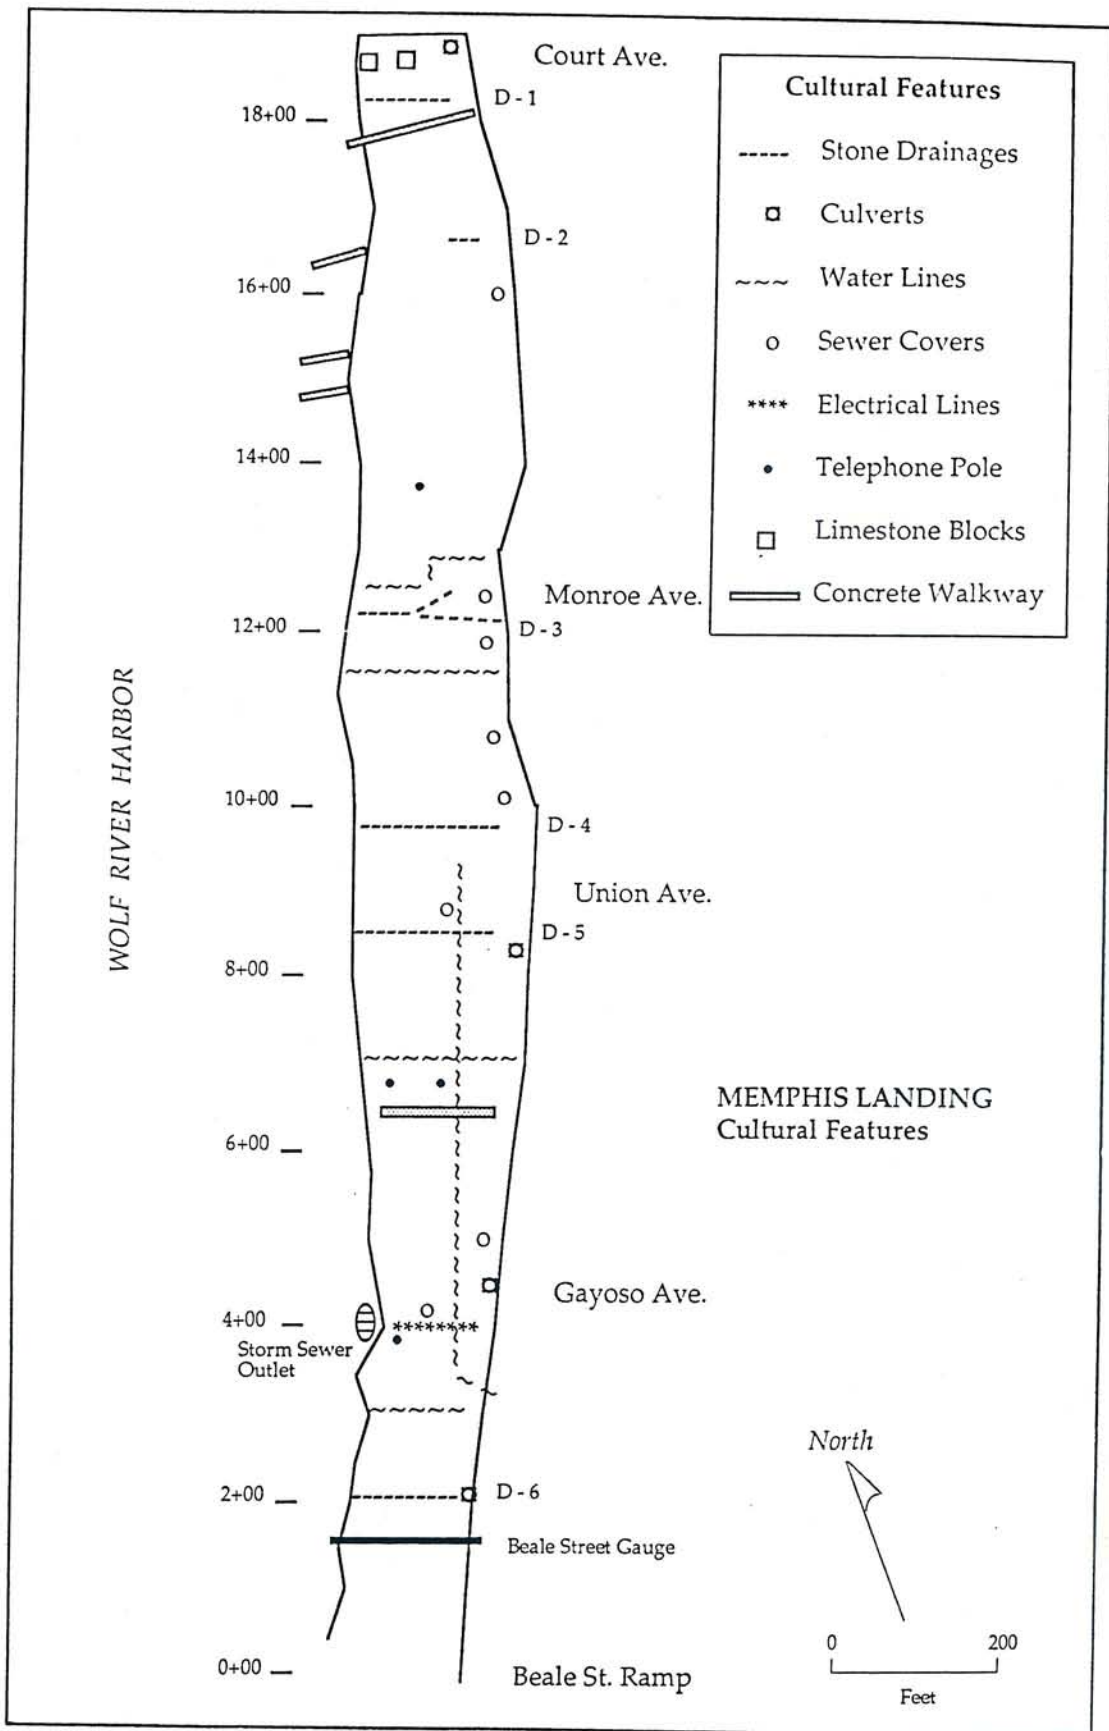 Court Ave.
Cultural Features
Stone Drainages
Culverts
Water Lines
Sewer Covers
Electrical Lines
Telephone Pole
Limestone Blocks
Concrete Walkway
18+00
D-1
D-2
16+00
14+00
Monroe Ave.
12+00
D-3
WOLF RIVER HARBOR
10+00
D-4
Union Ave.
D-5
8+00
MEMPHIS LANDING
Cultural Features
6+00
Gayoso Ave.
4+00
Storm Sewer
Outlet
North
2+00
D-6
Beale Street Gauge
0 200
Feet
0+00
Beale St. Ramp